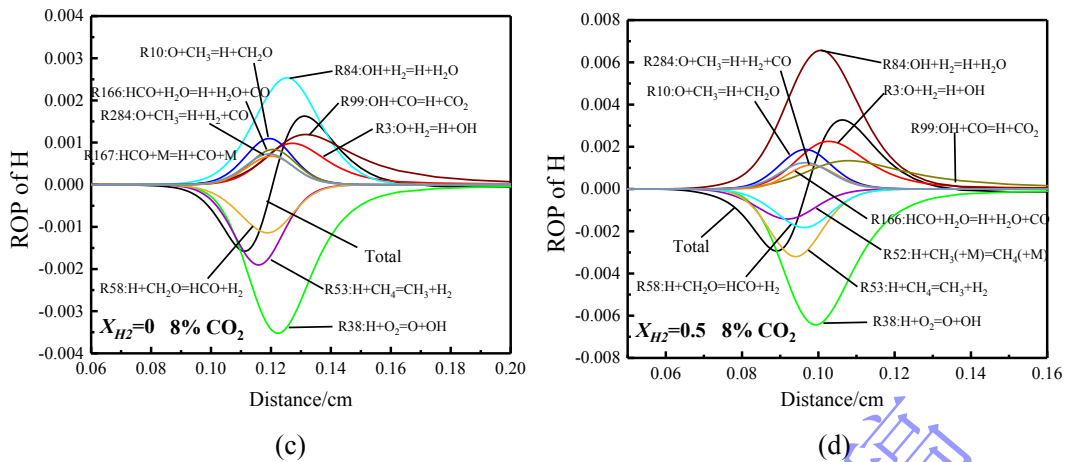 0.004
0.003
0.002
0.001
0.000
-0.001
-0.002
-0.003
-0.004
ROP of H
R10:O+CH₃=H+CH₂O
R84:OH+H₂=H+H₂O
R166:HCO+H₂O=H+H₂O+CO
R99:OH+CO=H+CO₂
R284:O+CH₃=H+H₂+CO
R3:O+H₂=H+OH
R167:HCO+M=H+CO+M
Total
R58:H+CH₂O=HCO+H₂
R53:H+CH₄=CH₃+H₂
R38:H+O₂=O+OH
X_H2=0 8% CO₂
0.06 0.08 0.10 0.12 0.14 0.16 0.18 0.20
Distance/cm
(c)
0.008
0.006
0.004
0.002
0.000
-0.002
-0.004
-0.006
-0.008
ROP of H
R284:O+CH₃=H+H₂+CO
R84:OH+H₂=H+H₂O
R10:O+CH₃=H+CH₂O
R3:O+H₂=H+OH
R99:OH+CO=H+CO₂
R166:HCO+H₂O=H+H₂O+CO
Total
R52:H+CH₃(+M)=CH₄(+M)
R58:H+CH₂O=HCO+H₂
R53:H+CH₄=CH₃+H₂
R38:H+O₂=O+OH
X_H2=0.5 8% CO₂
0.06 0.08 0.10 0.12 0.14 0.16
Distance/cm
(d)